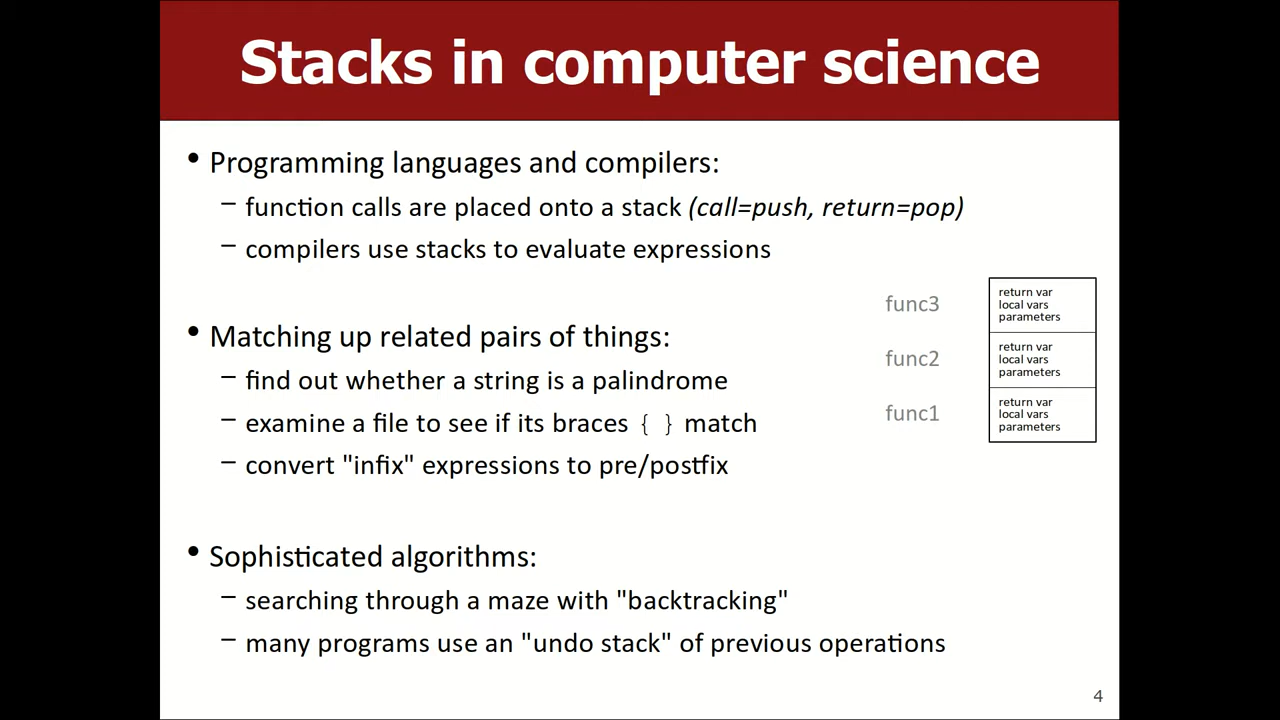 Stacks in computer science
• Programming languages and compilers:
– function calls are placed onto a stack (call=push, return=pop)
– compilers use stacks to evaluate expressions
• Matching up related pairs of things:
– find out whether a string is a palindrome
– examine a file to see if its braces { } match
– convert "infix" expressions to pre/postfix
func3
return var
local vars
parameters
func2
return var
local vars
parameters
func1
return var
local vars
parameters
• Sophisticated algorithms:
– searching through a maze with "backtracking"
– many programs use an "undo stack" of previous operations
4